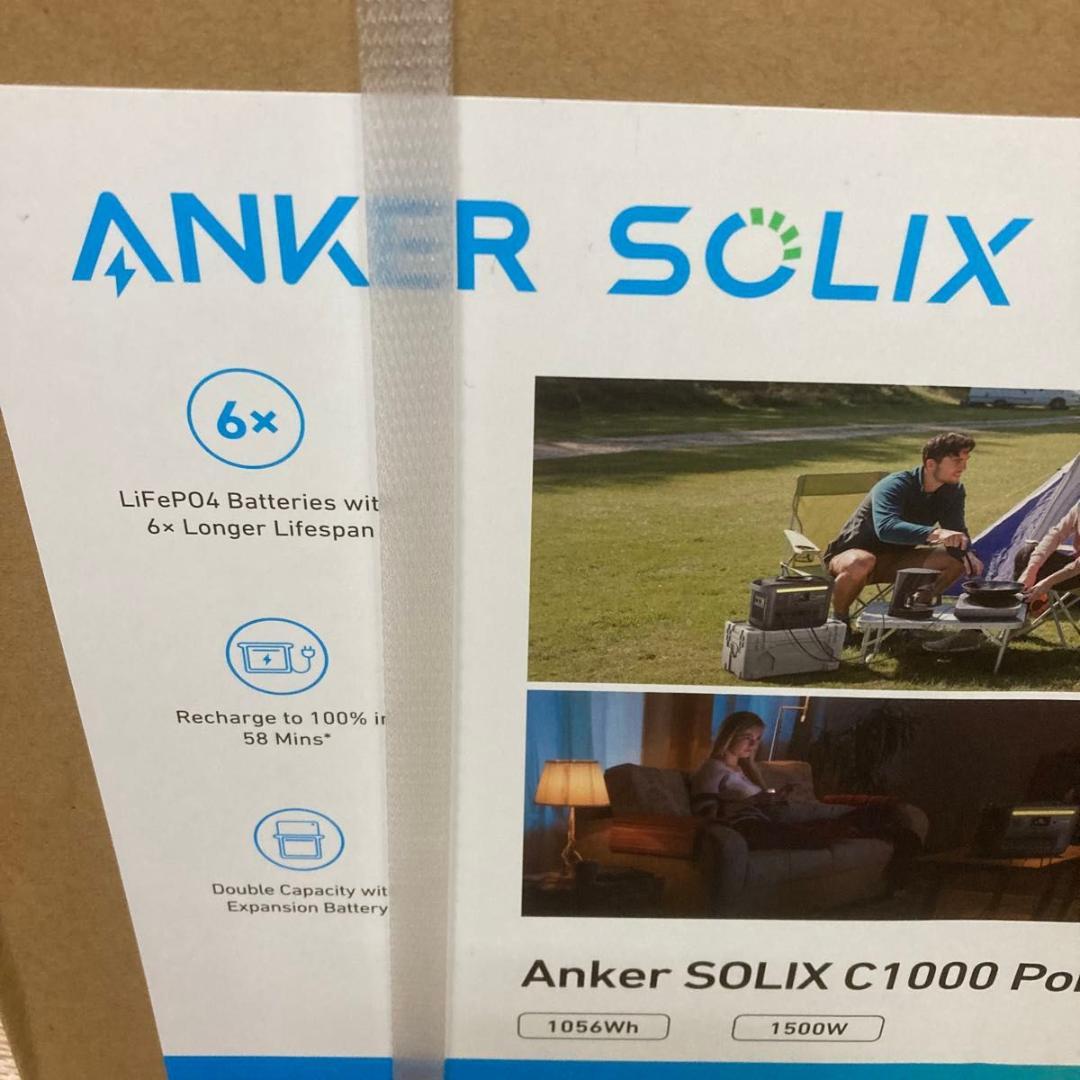 ANKER SOLIX
6×
LiFePO4 Batteries wit
6× Longer Lifespan
Recharge to 100% in
58 Mins*
Double Capacity wit
Expansion Battery
Anker SOLIX C1000 Po
1056Wh
1500W